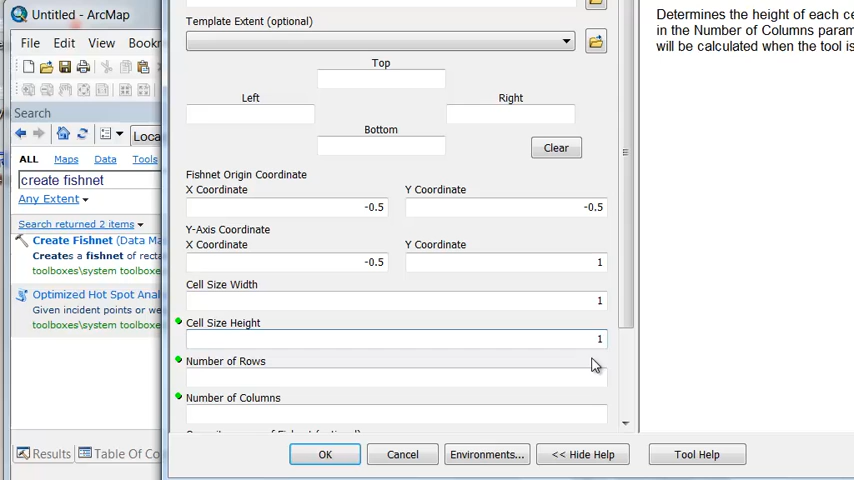 Untitled - ArcMap
File Edit View Bookm
Search
Loca
ALL Maps Data Tools
create fishnet
Any Extent
Search returned 2 items
Create Fishnet (Data Ma
Creates a fishnet of recta
toolboxes\system toolboxe
Optimized Hot Spot Anal
Given incident points or we
toolboxes\system toolboxe
Results Table Of Co
Template Extent (optional)
Top
Left Right
Bottom
Clear
Fishnet Origin Coordinate
X Coordinate Y Coordinate
-0.5 -0.5
Y-Axis Coordinate
X Coordinate Y Coordinate
-0.5 1
Cell Size Width
1
Cell Size Height
1
Number of Rows
Number of Columns
OK Cancel Environments... << Hide Help Tool Help
Determines the height of each ce
in the Number of Columns param
will be calculated when the tool is